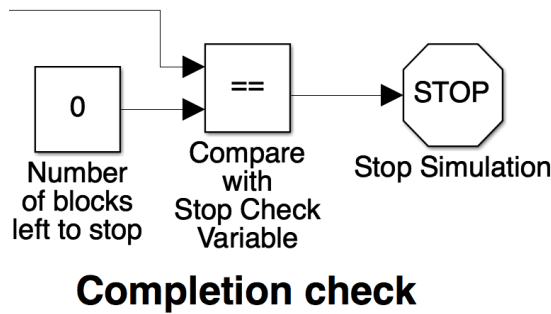 0
==
STOP
Number
of blocks
left to stop
Compare
with
Stop Check
Variable
Stop Simulation
Completion check